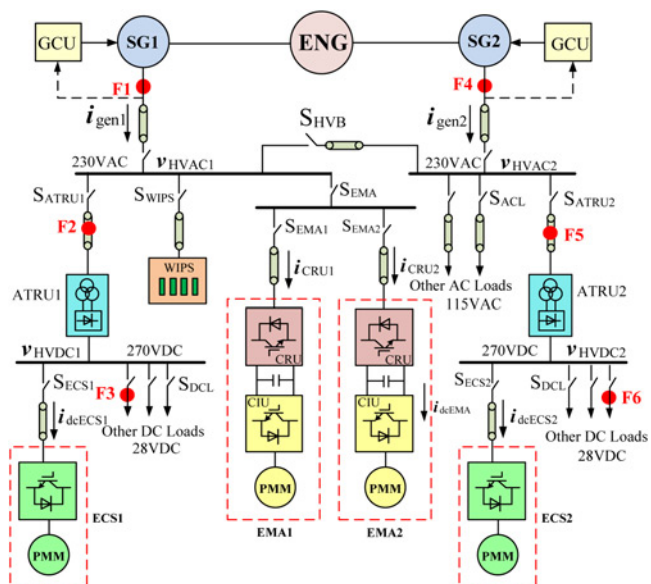 GCU
SG1
ENG
SG2
GCU
F1
F4
i gen1
i gen2
S HVB
230VAC
v HVAC1
230VAC
v HVAC2
S ATRU1
S WIPS
S EMA
S ACL
S ATRU2
S EMA1
S EMA2
F2
F5
WIPS
i CRU1
i CRU2
Other AC Loads
115VAC
ATRU1
ATRU2
CRU
CRU
v HVDC1
270VDC
270VDC
v HVDC2
S ECS1
F3
S DCL
S ECS2
S DCL
F6
i dcECS1
Other DC Loads
28VDC
CIU
CIU
i dcEMA
i dcECS2
Other DC Loads
28VDC
PMM
PMM
ECS1
EMA1
EMA2
ECS2
PMM
PMM